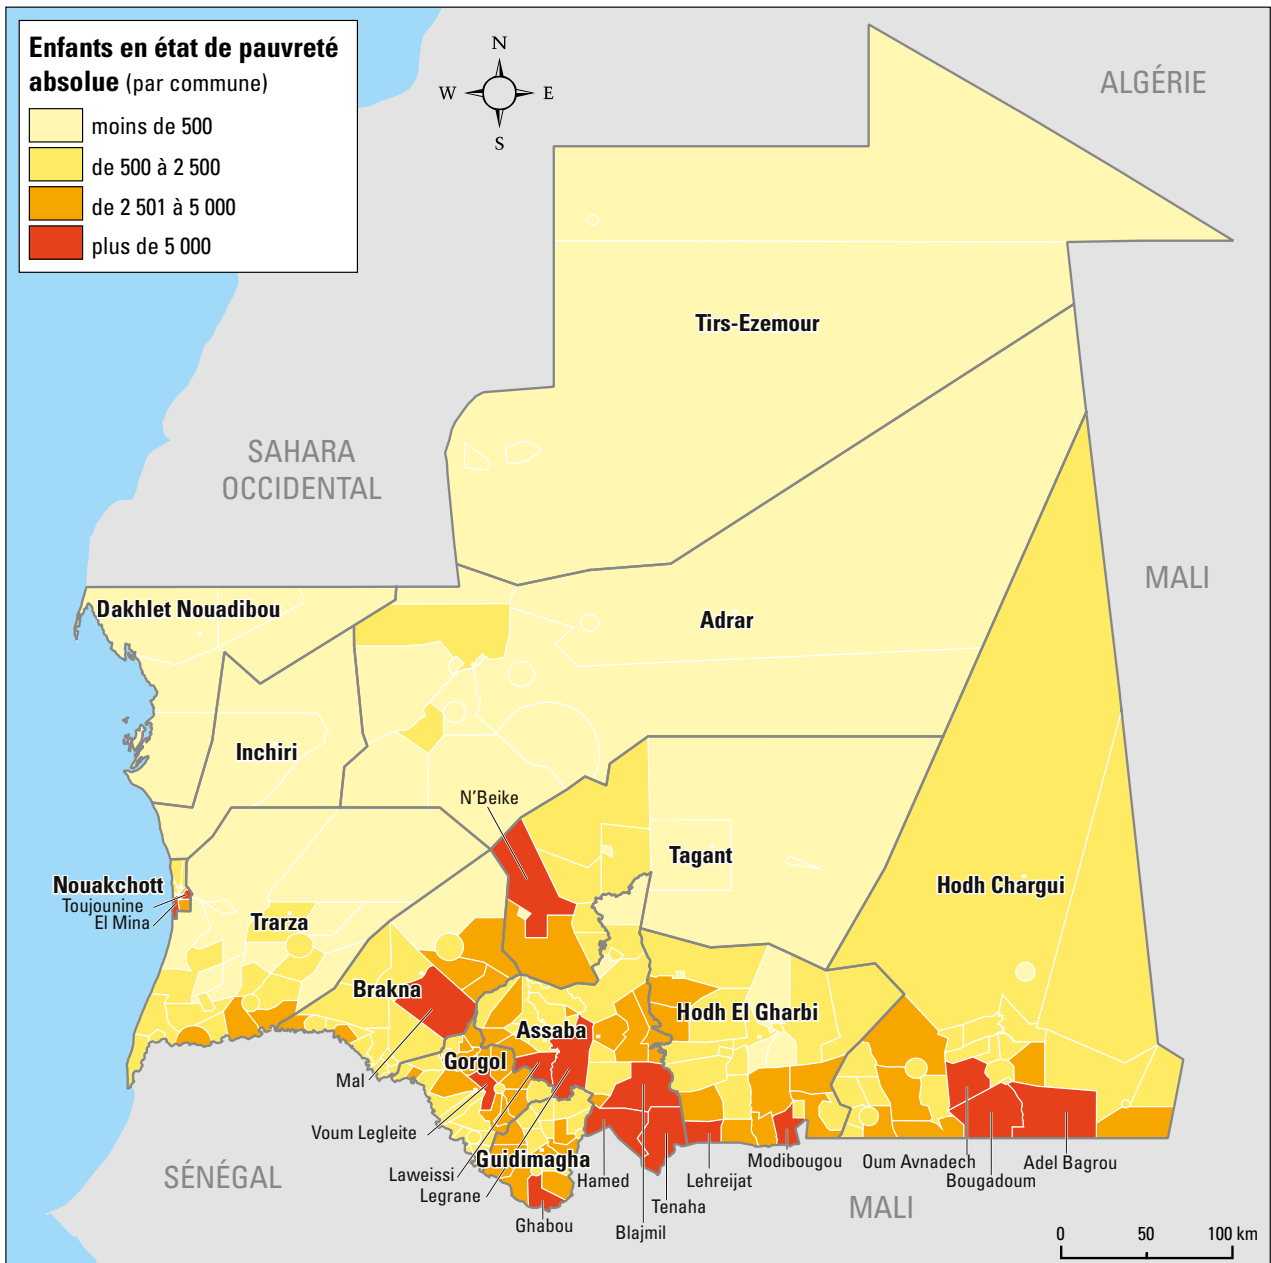 Enfants en état de pauvreté
absolue (par commune)
moins de 500
de 500 à 2 500
de 2 501 à 5 000
plus de 5 000
N
W
E
S
ALGÉRIE
Tirs-Ezemour
SAHARA
OCCIDENTAL
MALI
Dakhlet Nouadibou
Adrar
Inchiri
N'Beike
Tagant
Nouakchott
Toujounine
El Mina
Hodh Chargui
Trarza
Brakna
Hodh El Gharbi
Assaba
Gorgol
Mal
Voum Legleite
Guidimagha
Laweissi
Legrane
Hamed
Lehreijat
Modibougou
Oum Avnadech
Adel Bagrou
Bougadoum
SÉNÉGAL
Tenaha
MALI
Ghabou
Blajmil
0 50 100 km